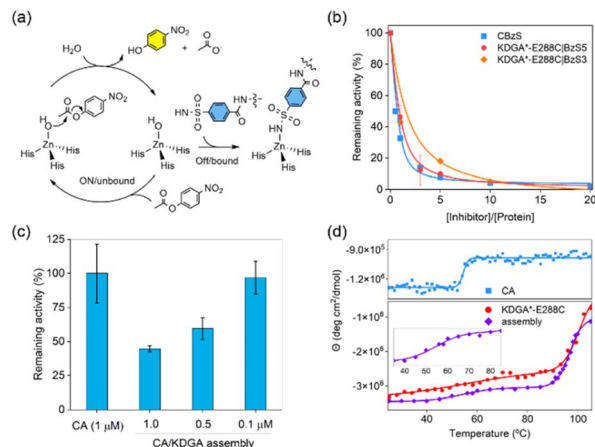 (a)
H₂O
HO
NO₂
+
O
O⁻
HO
O
O
NO₂
Zn
His
His
His
HO
Zn
His
His
His
ON/unbound
Off/bound
O
HN-S
O
HN
O
HN
O
O=S=O
HN
Zn
His
His
His
O
O
NO₂
(b)
Remaining activity (%)
100
80
60
40
20
0
CBzS
KDGA*-E288C|BzS5
KDGA*-E288C|BzS3
0 5 10 15 20
[Inhibitor]/[Protein]
(c)
Remaining activity (%)
125
100
75
50
25
0
CA (1 μM) 1.0 0.5 0.1 μM
CA/KDGA assembly
(d)
Θ (deg cm²/dmol)
-9.0×10⁵
-1.2×10⁶
CA
-1×10⁶
-2×10⁶
-3×10⁶
KDGA*-E288C
assembly
40 50 60 70 80
40 60 80 100
Temperature (ºC)